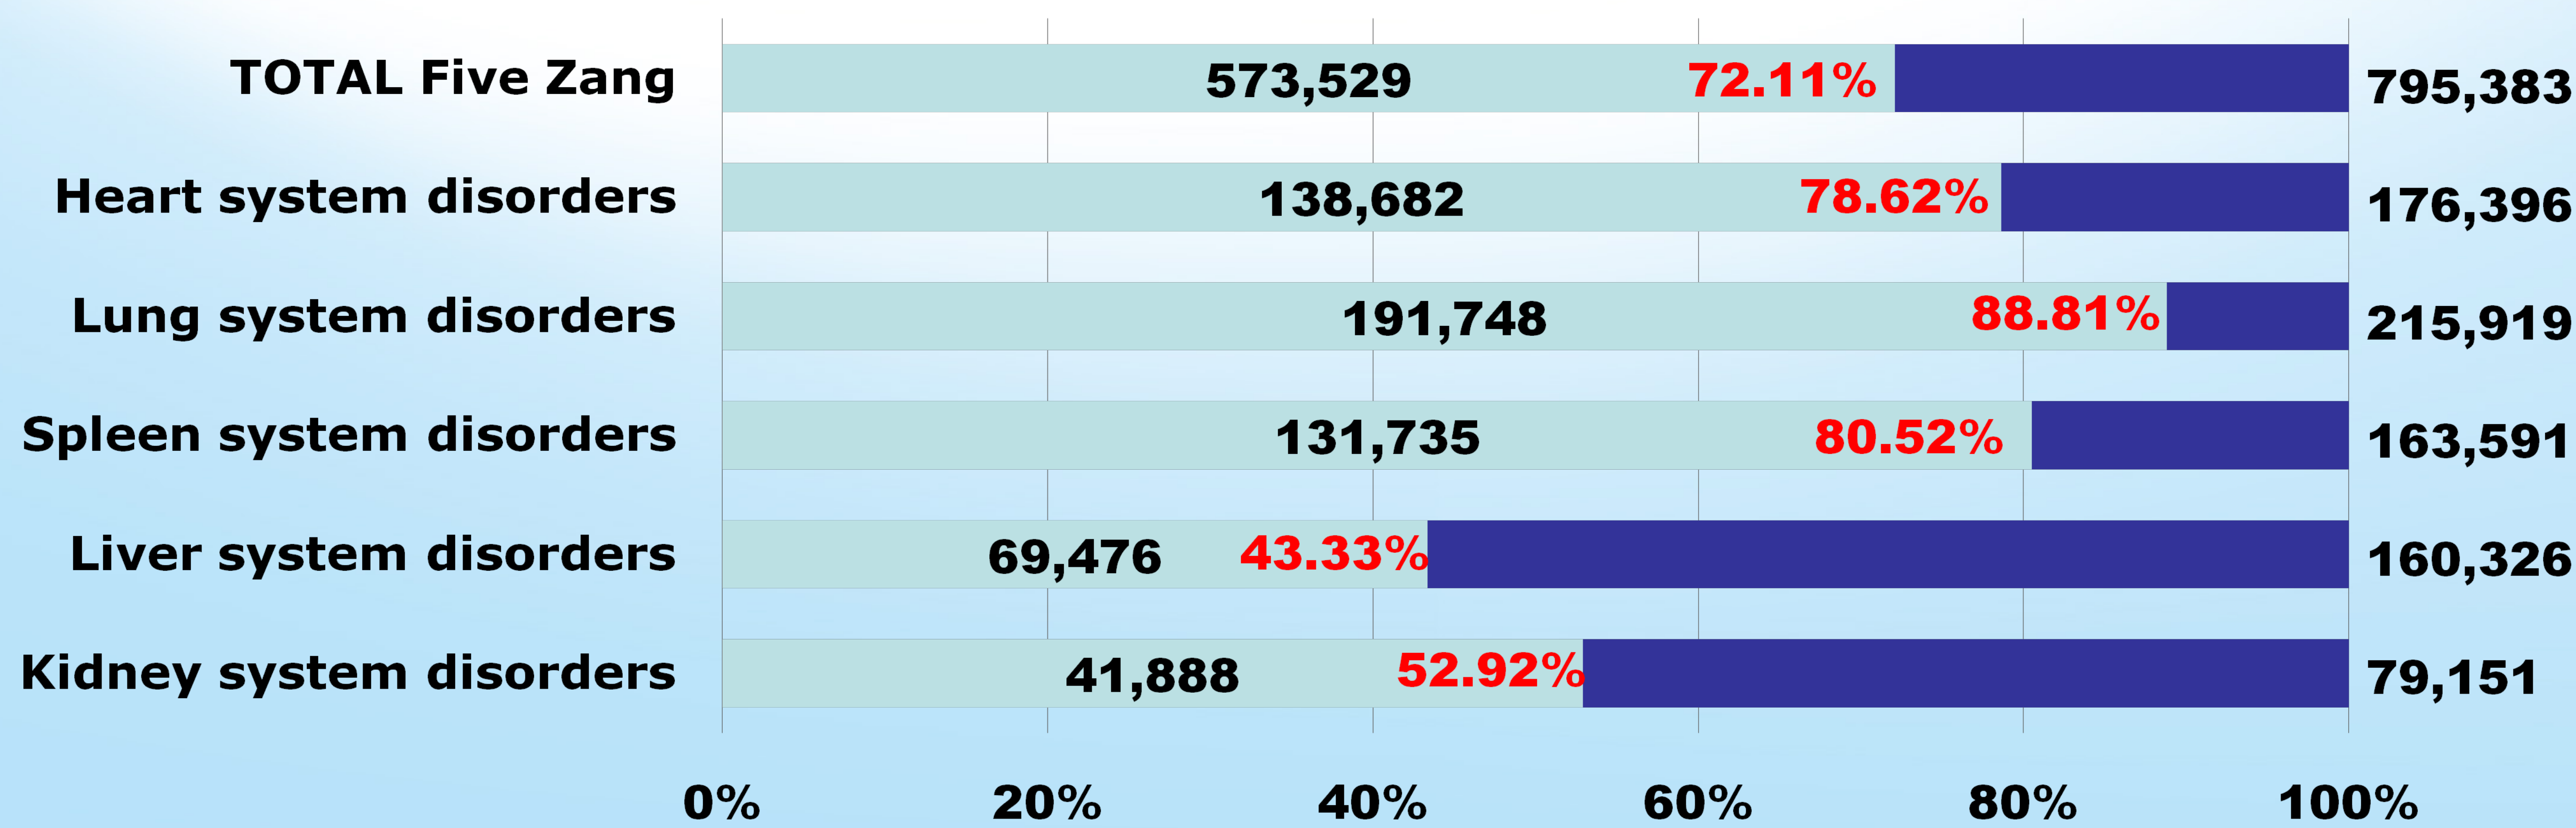 TOTAL Five Zang 573,529 72.11% 795,383
Heart system disorders 138,682 78.62% 176,396
Lung system disorders 191,748 88.81% 215,919
Spleen system disorders 131,735 80.52% 163,591
Liver system disorders 69,476 43.33% 160,326
Kidney system disorders 41,888 52.92% 79,151
0% 20% 40% 60% 80% 100%